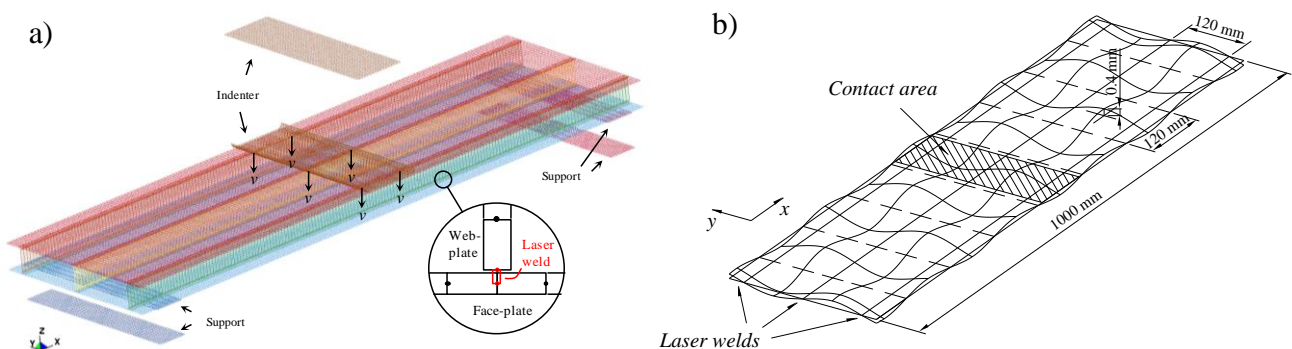 a)
Indenter
v v v
v v v
Support
Web-
plate
Laser
weld
Face-plate
Support
Z
Y X
b)
120 mm
0.4 mm
Contact area
120 mm
1000 mm
y x
Laser welds